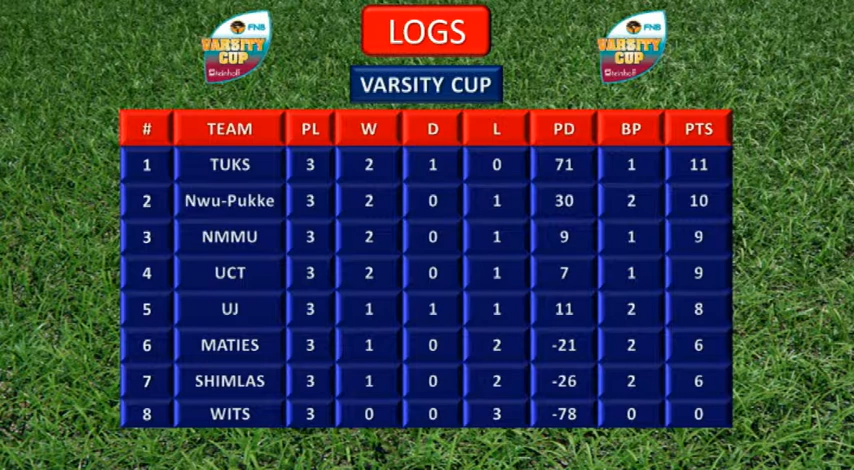 FNB
VARSITY
CUP
Steinhoff
LOGS
FNB
VARSITY
CUP
Steinhoff
VARSITY CUP
# TEAM PL W D L PD BP PTS
1 TUKS 3 2 1 0 71 1 11
2 Nwu-Pukke 3 2 0 1 30 2 10
3 NMMU 3 2 0 1 9 1 9
4 UCT 3 2 0 1 7 1 9
5 UJ 3 1 1 1 11 2 8
6 MATIES 3 1 0 2 -21 2 6
7 SHIMLAS 3 1 0 2 -26 2 6
8 WITS 3 0 0 3 -78 0 0